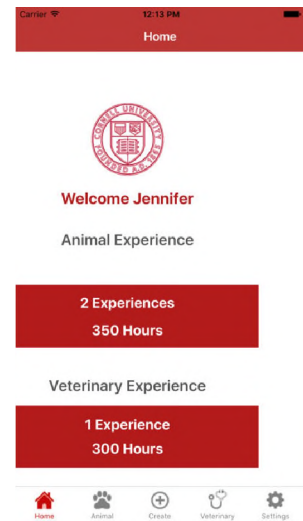 Carrier 12:13 PM
Home
CORNELL UNIVERSITY
FOUNDED A.D. 1865
Welcome Jennifer
Animal Experience
2 Experiences
350 Hours
Veterinary Experience
1 Experience
300 Hours
Home Animal Create Veterinary Settings